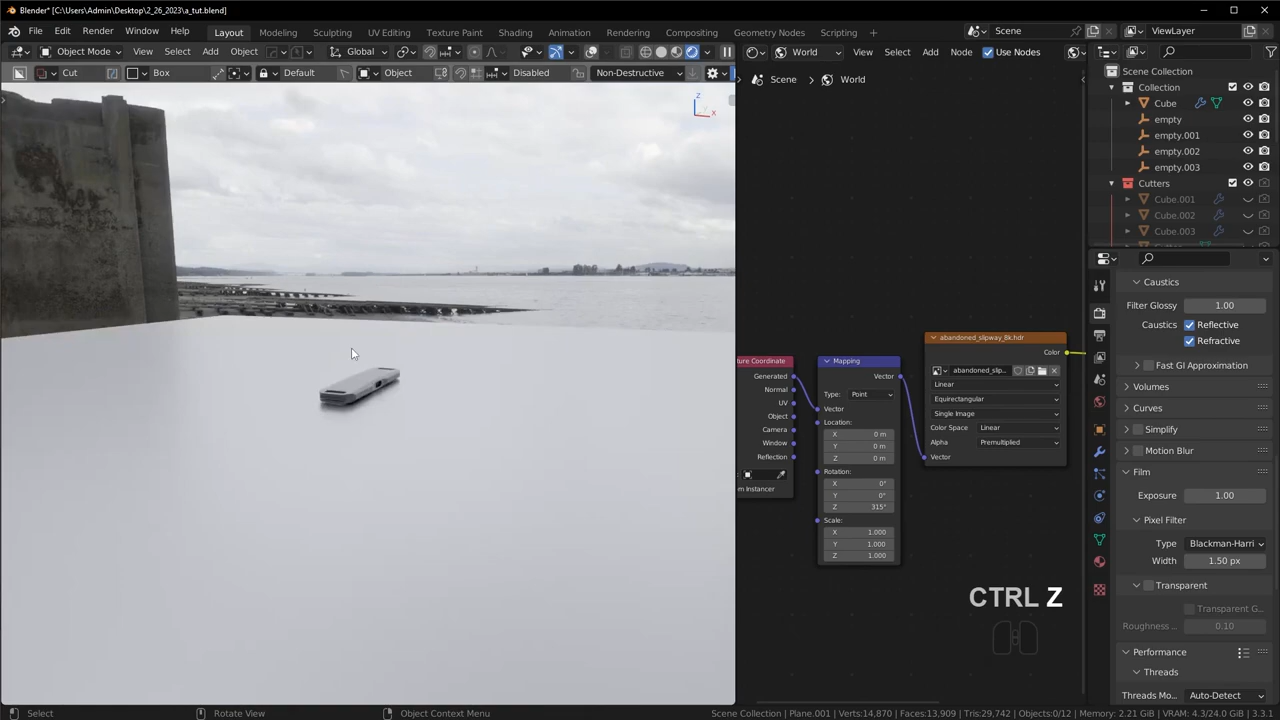 Blender* [C:\Users\Admin\Desktop\2_26_2023\a_tut.blend]
File Edit Render Window Help Layout Modeling Sculpting UV Editing Texture Paint Shading Animation Rendering Compositing Geometry Nodes Scripting Scene ViewLayer
Object Mode View Select Add Object Global World View Select Add Node Use Nodes
Cut Box Default Object Disabled Non-Destructive
Scene World
Scene Collection
Collection
Cube
empty
empty.001
empty.002
empty.003
Cutters
Cube.001
Cube.002
Cube.003
Z
X
Caustics
Filter Glossy 1.00
Caustics Reflective
Refractive
Fast GI Approximation
Volumes
Curves
Simplify
Motion Blur
Film
Exposure 1.00
Pixel Filter
Type Blackman-Harri
Width 1.50 px
Transparent
Transparent G...
Roughness ... 0.10
Performance
Threads
Threads Mo... Auto-Detect
ture Coordinate
Generated
Normal
UV
Object
Camera
Window
Reflection
m Instancer
Mapping
Vector
Type: Point
Vector
Location:
X 0 m
Y 0 m
Z 0 m
Rotation:
X 0°
Y 0°
Z 315°
Scale:
X 1.000
Y 1.000
Z 1.000
abandoned_slipway_8k.hdr
Color
abandoned_slip...
Linear
Equirectangular
Single Image
Color Space Linear
Alpha Premultiplied
Vector
CTRL Z
Select Rotate View Object Context Menu Scene Collection | Plane.001 | Verts:14,870 | Faces:13,909 | Tris:29,742 | Objects:0/12 | Memory: 2.21 GiB | VRAM: 4.3/24.0 GiB | 3.3.1